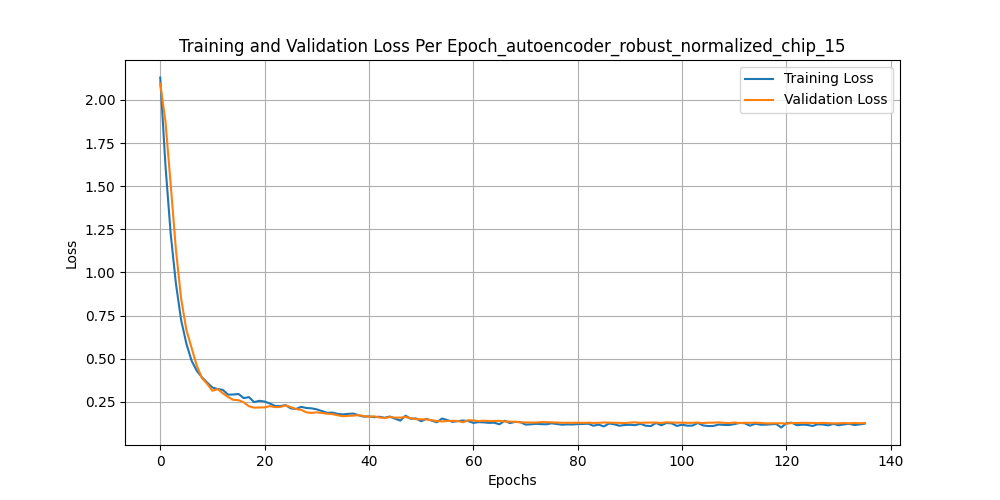 Training and Validation Loss Per Epoch_autoencoder_robust_normalized_chip_15
Training Loss
Validation Loss
2.00
1.75
1.50
1.25
1.00
0.75
0.50
0.25
Loss
0 20 40 60 80 100 120 140
Epochs